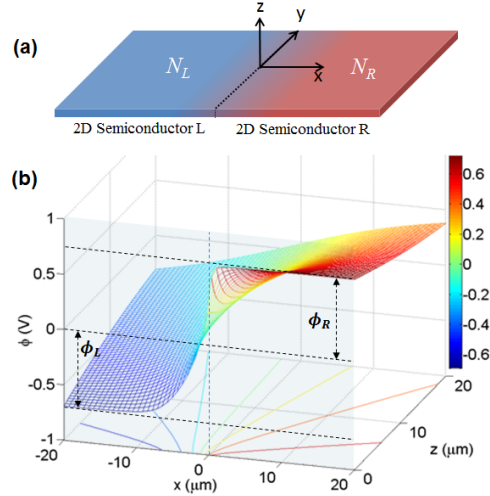 (a)
z
y
x
N_L
N_R
2D Semiconductor L
2D Semiconductor R
(b)
1
0.5
0
-0.5
-1
ϕ (V)
ϕ_L
ϕ_R
-20
-10
0
10
20
x (μm)
0
10
20
z (μm)
0.6
0.4
0.2
0
-0.2
-0.4
-0.6